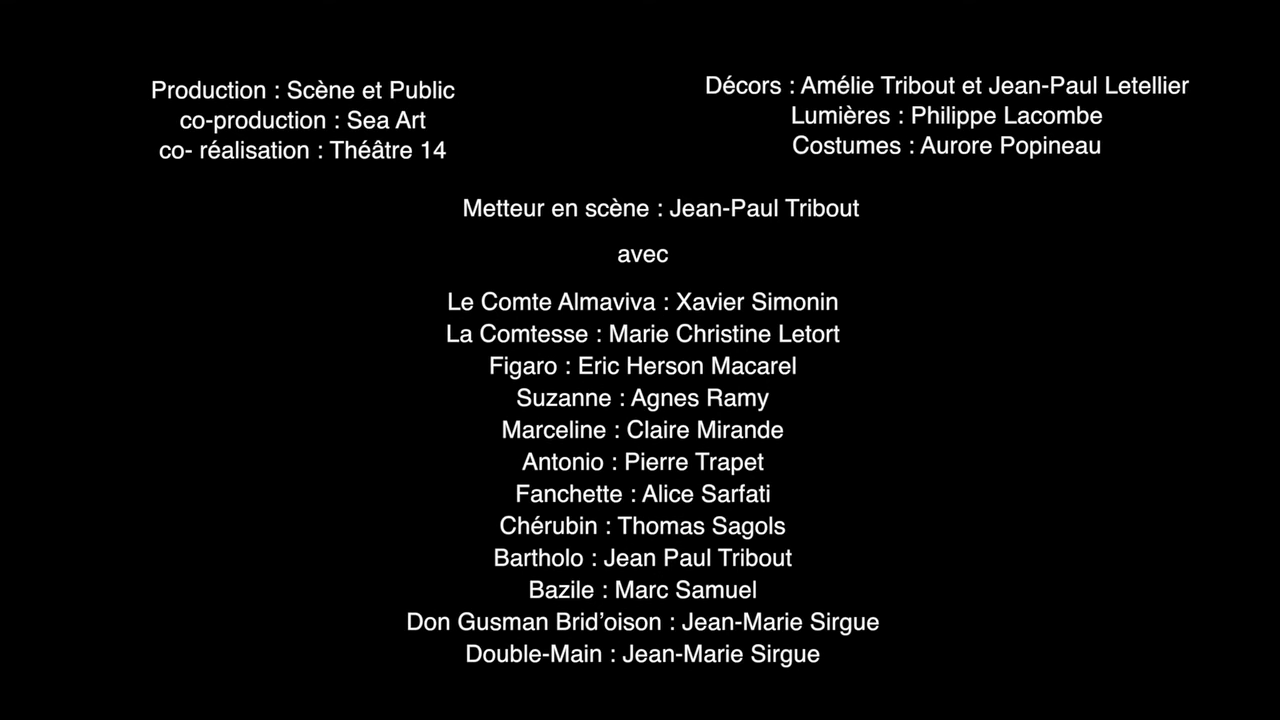 Production : Scène et Public
co-production : Sea Art
co- réalisation : Théâtre 14
Décors : Amélie Tribout et Jean-Paul Letellier
Lumières : Philippe Lacombe
Costumes : Aurore Popineau
Metteur en scène : Jean-Paul Tribout
avec
Le Comte Almaviva : Xavier Simonin
La Comtesse : Marie Christine Letort
Figaro : Eric Herson Macarel
Suzanne : Agnes Ramy
Marceline : Claire Mirande
Antonio : Pierre Trapet
Fanchette : Alice Sarfati
Chérubin : Thomas Sagols
Bartholo : Jean Paul Tribout
Bazile : Marc Samuel
Don Gusman Brid’oison : Jean-Marie Sirgue
Double-Main : Jean-Marie Sirgue